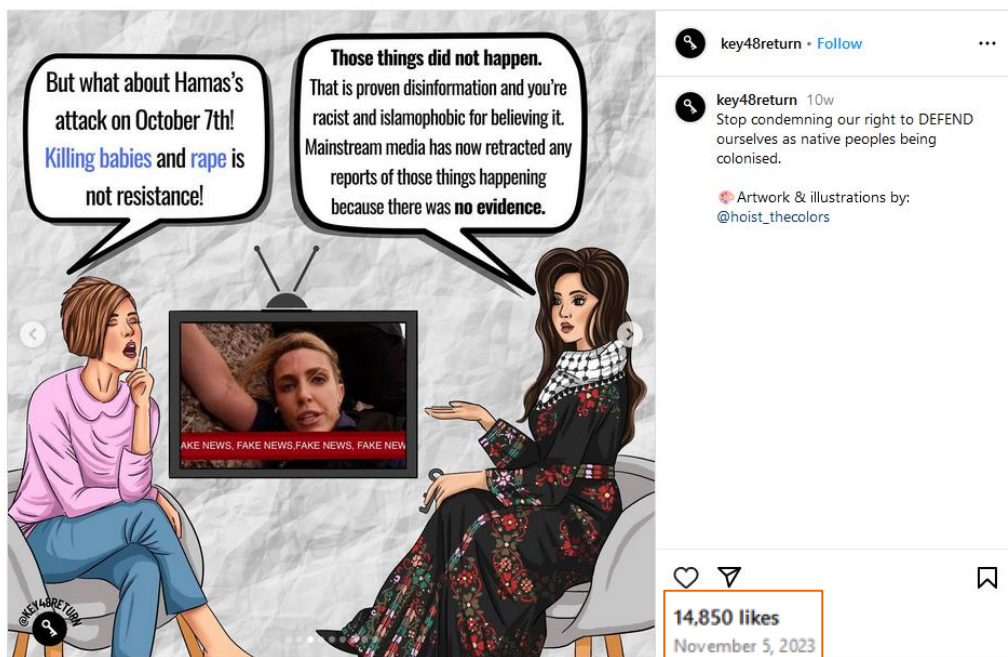 But what about Hamas's
attack on October 7th!
Killing babies and rape is
not resistance!
Those things did not happen.
That is proven disinformation and you're
racist and islamophobic for believing it.
Mainstream media has now retracted any
reports of those things happening
because there was no evidence.
AKE NEWS, FAKE NEWS,FAKE NEWS, FAKE NEW
@KEY48RETURN
key48return • Follow
key48return 10w
Stop condemning our right to DEFEND
ourselves as native peoples being
colonised.
Artwork & illustrations by:
@hoist_thecolors
14,850 likes
November 5, 2023